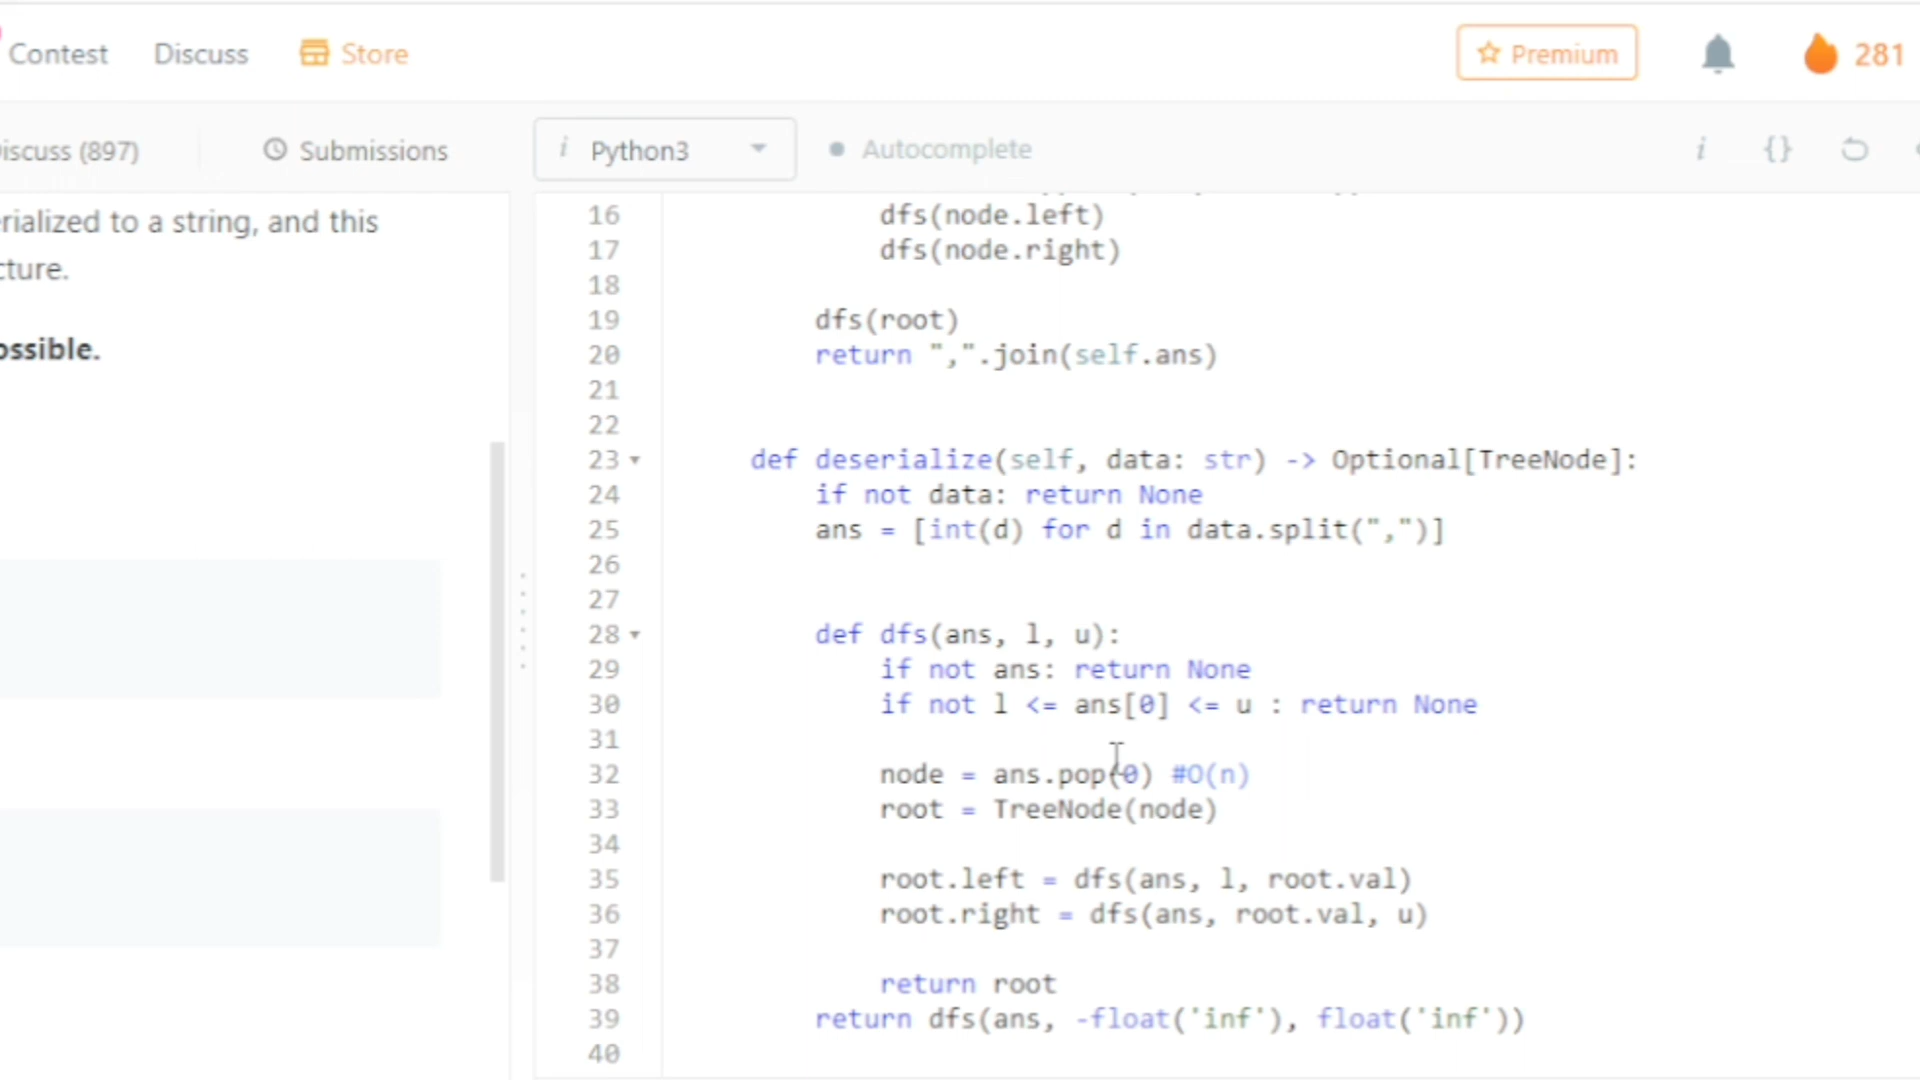 Contest Discuss Store Premium 281
iscuss (897) Submissions i Python3 Autocomplete i {}
rialized to a string, and this
cture.
ossible.
16 dfs(node.left)
17 dfs(node.right)
18
19 dfs(root)
20 return ",".join(self.ans)
21
22
23 def deserialize(self, data: str) -> Optional[TreeNode]:
24 if not data: return None
25 ans = [int(d) for d in data.split(",")]
26
27
28 def dfs(ans, l, u):
29 if not ans: return None
30 if not l <= ans[0] <= u : return None
31
32 node = ans.pop(0) #O(n)
33 root = TreeNode(node)
34
35 root.left = dfs(ans, l, root.val)
36 root.right = dfs(ans, root.val, u)
37
38 return root
39 return dfs(ans, -float('inf'), float('inf'))
40